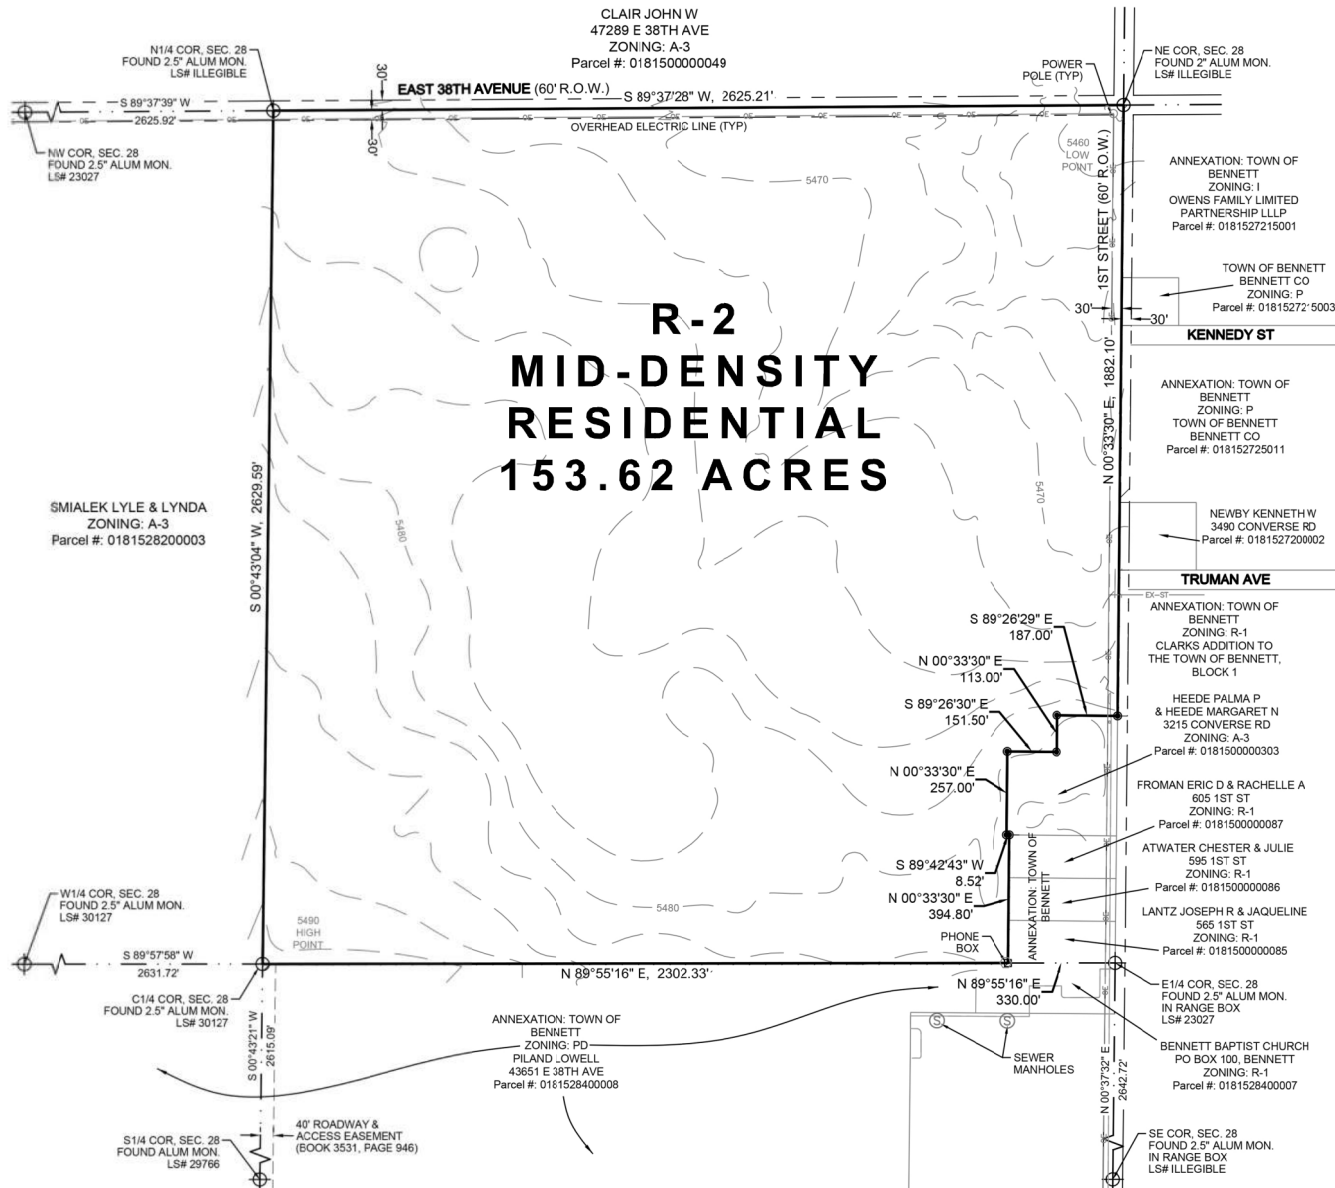 CLAIR JOHN W
47289 E 38TH AVE
ZONING: A-3
Parcel #: 0181500000049
N1/4 COR, SEC. 28
FOUND 2.5" ALUM MON.
LS# ILLEGIBLE
NE COR, SEC. 28
FOUND 2" ALUM MON.
LS# ILLEGIBLE
POWER
POLE (TYP)
30'
EAST 38TH AVENUE (60' R.O.W.)
S 89°37'28" W, 2625.21'
S 89°37'39" W
2625.92'
OE OE OE OE OE OE OE OE OE
OVERHEAD ELECTRIC LINE (TYP)
30'
NW COR, SEC. 28
FOUND 2.5" ALUM MON.
LS# 23027
5460
LOW
POINT
5470
1ST STREET (60' R.O.W.)
ANNEXATION: TOWN OF
BENNETT
ZONING: I
OWENS FAMILY LIMITED
PARTNERSHIP LLLP
Parcel #: 0181527215001
TOWN OF BENNETT
BENNETT CO
ZONING: P
Parcel #: 0181527215003
30'
30'
KENNEDY ST
R-2
MID-DENSITY
RESIDENTIAL
153.62 ACRES
N 00°33'30" E, 1882.10'
ANNEXATION: TOWN OF
BENNETT
ZONING: P
TOWN OF BENNETT
BENNETT CO
Parcel #: 018152725011
S 00°43'04" W, 2629.59'
SMIALEK LYLE & LYNDA
ZONING: A-3
Parcel #: 0181528200003
5480
5470
NEWBY KENNETH W
3490 CONVERSE RD
Parcel #: 0181527200002
TRUMAN AVE
EX-ST
ANNEXATION: TOWN OF
BENNETT
ZONING: R-1
CLARKS ADDITION TO
THE TOWN OF BENNETT,
BLOCK 1
S 89°26'29" E
187.00'
N 00°33'30" E
113.00'
S 89°26'30" E
151.50'
N 00°33'30" E
257.00'
HEEDE PALMA P
& HEEDE MARGARET N
3215 CONVERSE RD
ZONING: A-3
Parcel #: 0181500000303
FROMAN ERIC D & RACHELLE A
605 1ST ST
ZONING: R-1
Parcel #: 0181500000087
S 89°42'43" W
8.52'
N 00°33'30" E
394.80'
ANNEXATION: TOWN OF
BENNETT
ATWATER CHESTER & JULIE
595 1ST ST
ZONING: R-1
Parcel #: 0181500000086
LANTZ JOSEPH R & JAQUELINE
565 1ST ST
ZONING: R-1
Parcel #: 0181500000085
W1/4 COR, SEC. 28
FOUND 2.5" ALUM MON.
LS# 30127
5490
HIGH
POINT
5480
PHONE
BOX
S 89°57'58" W
2631.72'
N 89°55'16" E, 2302.33'
N 89°55'16" E
330.00'
C1/4 COR, SEC. 28
FOUND 2.5" ALUM MON.
LS# 30127
E1/4 COR, SEC. 28
FOUND 2.5" ALUM MON.
IN RANGE BOX
LS# 23027
S 00°43'21" W
2615.09'
ANNEXATION: TOWN OF
BENNETT
ZONING: PD
PILAND LOWELL
43651 E 38TH AVE
Parcel #: 0181528400008
S
S
SEWER
MANHOLES
BENNETT BAPTIST CHURCH
PO BOX 100, BENNETT
ZONING: R-1
Parcel #: 0181528400007
N 00°37'32" E
2642.72'
S1/4 COR, SEC. 28
FOUND ALUM MON.
LS# 29766
40' ROADWAY &
ACCESS EASEMENT
(BOOK 3531, PAGE 946)
SE COR, SEC. 28
FOUND 2.5" ALUM MON.
IN RANGE BOX
LS# ILLEGIBLE